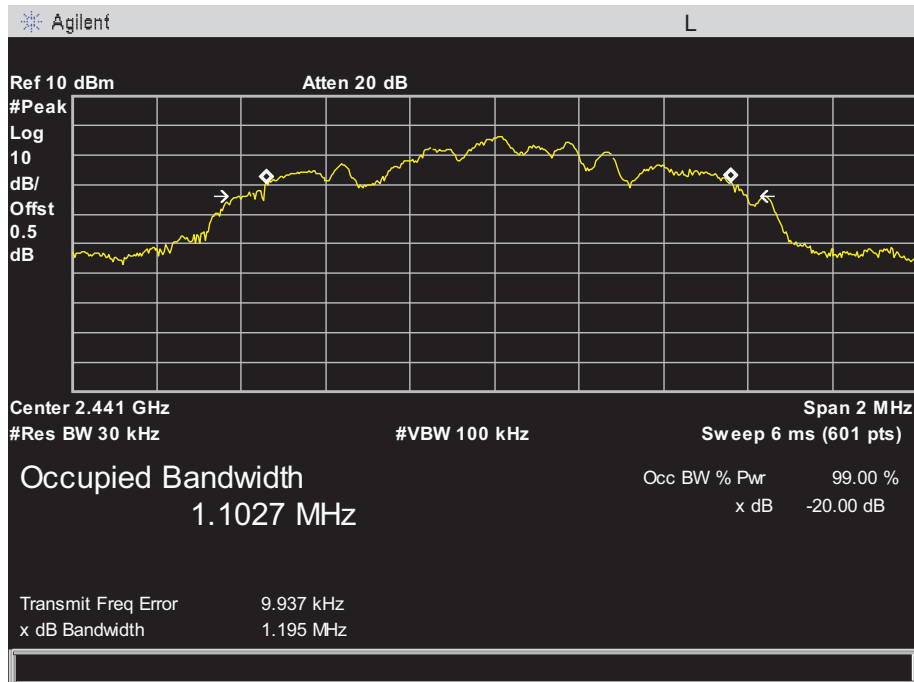 Agilent L
Ref 10 dBm Atten 20 dB
#Peak
Log
10
dB/
Offst
0.5
dB
Center 2.441 GHz Span 2 MHz
#Res BW 30 kHz #VBW 100 kHz Sweep 6 ms (601 pts)
Occupied Bandwidth Occ BW % Pwr 99.00 %
1.1027 MHz x dB -20.00 dB
Transmit Freq Error 9.937 kHz
x dB Bandwidth 1.195 MHz